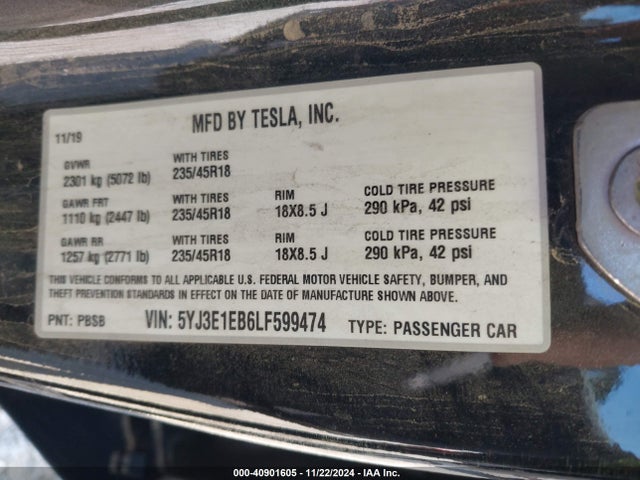 MFD BY TESLA, INC.
11/19
GVWR
2301 kg (5072 lb)
WITH TIRES
235/45R18
GAWR FRT
1110 kg (2447 lb)
WITH TIRES
235/45R18
RIM
18X8.5 J
COLD TIRE PRESSURE
290 kPa, 42 psi
GAWR RR
1257 kg (2771 lb)
WITH TIRES
235/45R18
RIM
18X8.5 J
COLD TIRE PRESSURE
290 kPa, 42 psi
THIS VEHICLE CONFORMS TO ALL APPLICABLE U.S. FEDERAL MOTOR VEHICLE SAFETY, BUMPER, AND
THEFT PREVENTION STANDARDS IN EFFECT ON THE DATE OF MANUFACTURE SHOWN ABOVE.
PNT: PBSB VIN: 5YJ3E1EB6LF599474 TYPE: PASSENGER CAR
000-40901605 - 11/22/2024 - IAA Inc.